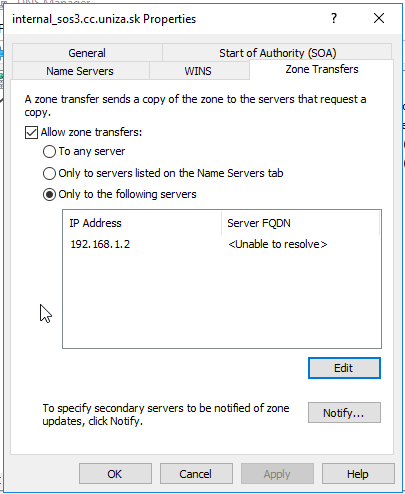 internal_sos3.cc.uniza.sk Properties
? 
General
Start of Authority (SOA)
Name Servers
WINS
Zone Transfers
A zone transfer sends a copy of the zone to the servers that request a
copy.
Allow zone transfers:
To any server
Only to servers listed on the Name Servers tab
Only to the following servers
IP Address
Server FQDN
192.168.1.2
<Unable to resolve>
Edit
To specify secondary servers to be notified of zone
updates, click Notify.
Notify...
OK
Cancel
Apply
Help